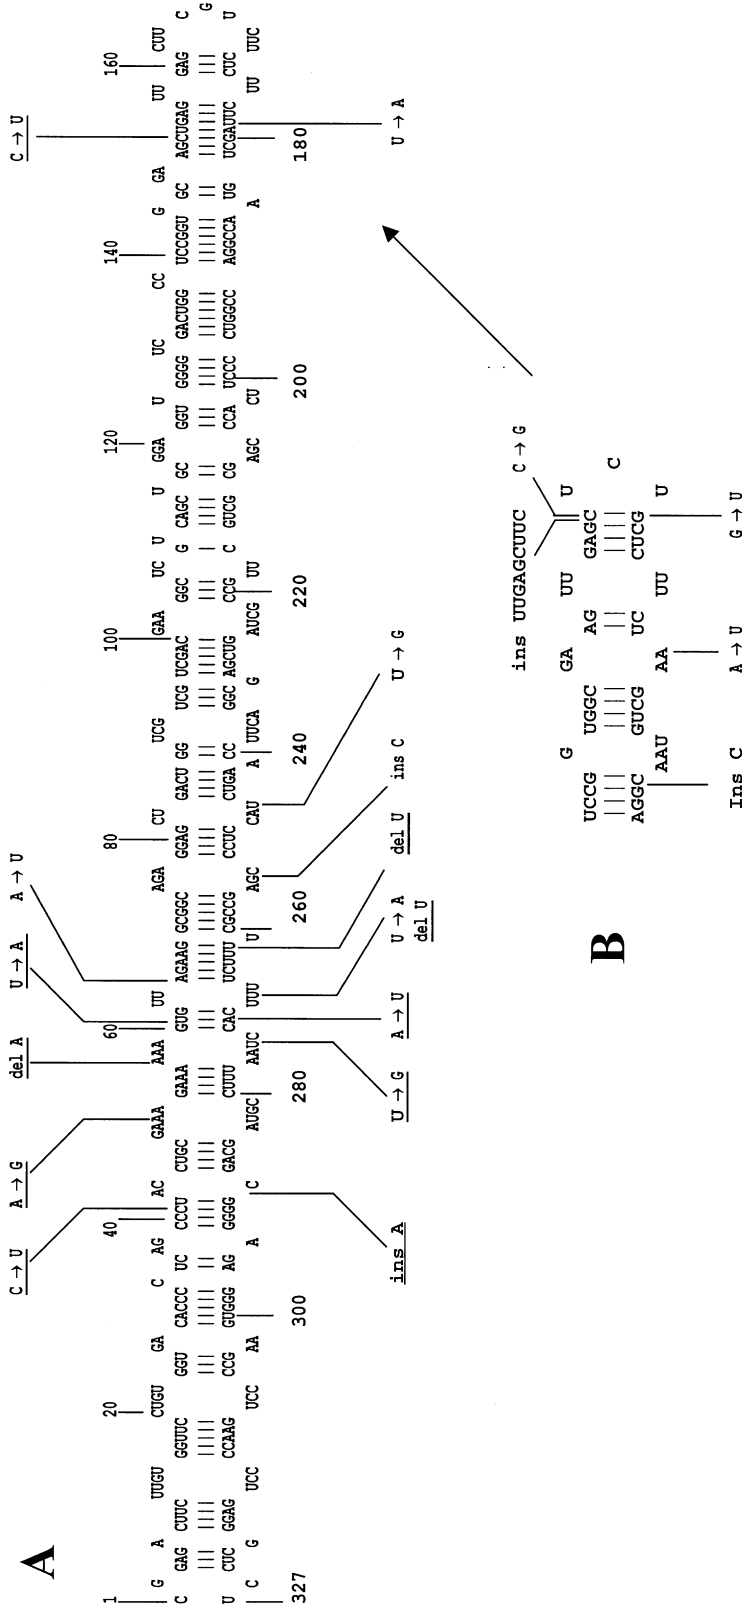 A
C → U A → G del A U → A A → U C → U
1 20 40 60 80 100 120 140 160
G A UUGU CUGU GA C AG AC GAAA AAA UU AGA CU UCG GAA UC U U GGA U UC CC G GA UU CUU
C GAG CUUC GGUUC GGU CACCC UC CCCU CUGC GAAA GUG AGAAG GCGGC GGAG GACU GG UCG UCGAC GGC G CAGC GC GGU GGGG GACUGG UCCGGU GC AGCUGAG GAG C
G
U CUC GGAG CCAAG CCG GUGGG AG GGGG GACG CUUU CAC UCUUU CGCCG CCUC CUGA CC GGC AGCUG CCG C GUCG CG CCA UCCC CUGGCC AGGCCA UG UCGAUUC CUC U
C G UCC UCC AA A C AUGC AAUC UUU U AGC CAU A UUCA G AUCG UU AGC CU A UU UUC
327 300 280 260 240 220 200 180
ins A U → G A → U U → A del U ins C U → G U → A
del U
B
ins UUGAGCUUC C → G
G GA UU U
UCCG UGGC AG GAGC
C
AGGC GUCG UC CUCG
AAU AA UU U
Ins C A → U G → U